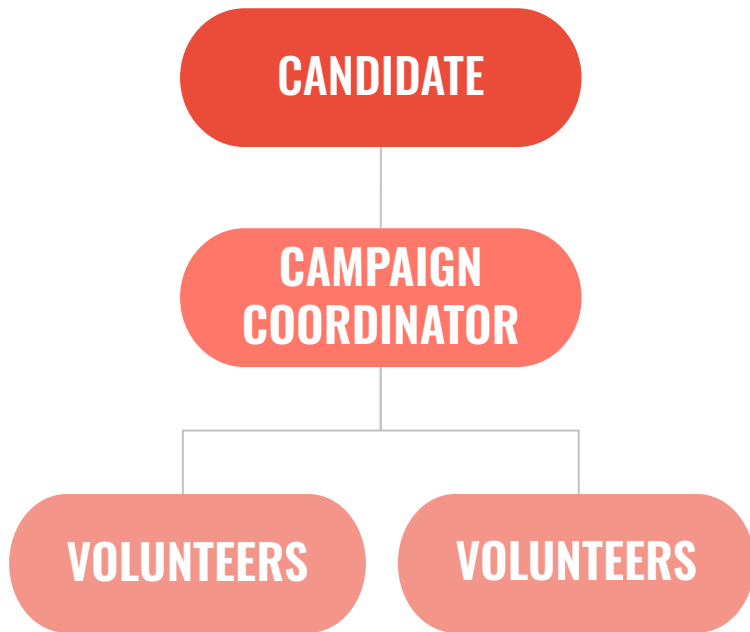 CANDIDATE
CAMPAIGN
COORDINATOR
VOLUNTEERS
VOLUNTEERS